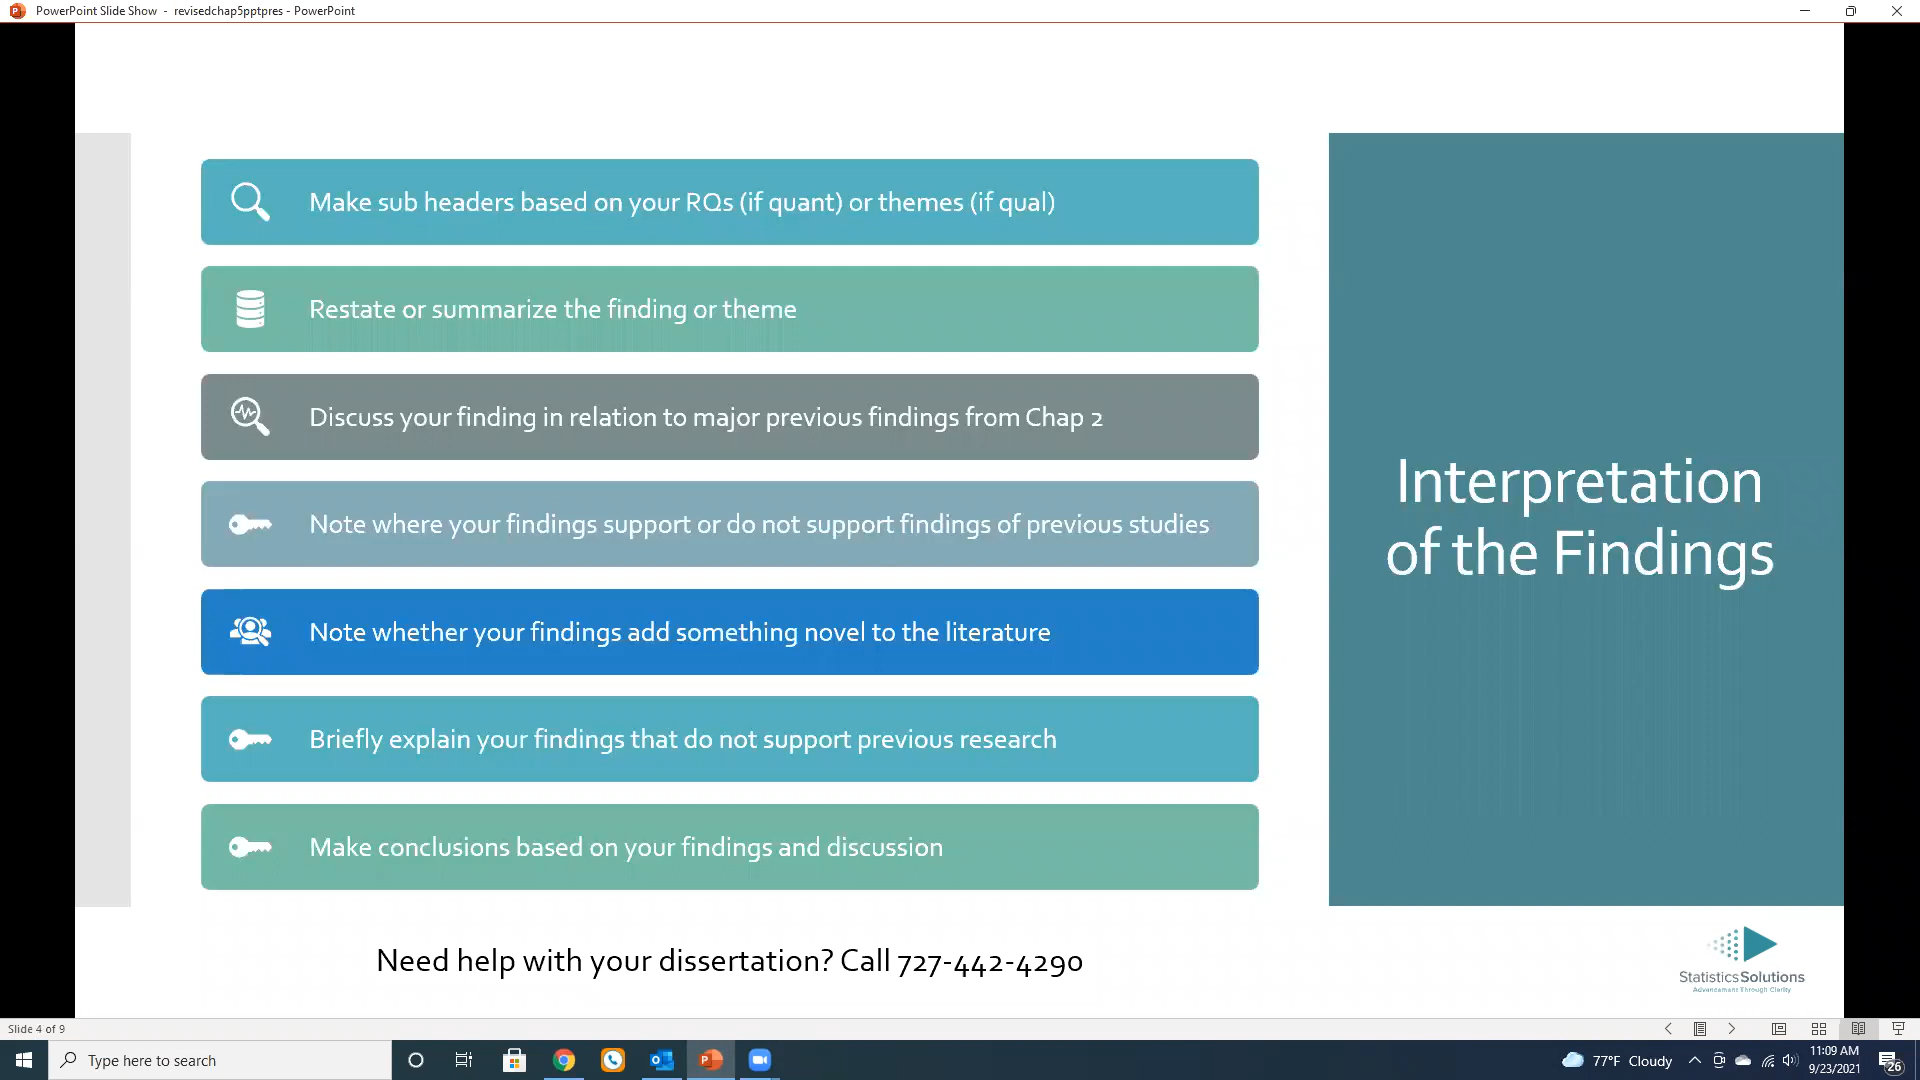 PowerPoint Slide Show - revisedchap5pptpres - PowerPoint
Make sub headers based on your RQs (if quant) or themes (if qual)
Restate or summarize the finding or theme
Discuss your finding in relation to major previous findings from Chap 2
Note where your findings support or do not support findings of previous studies
Note whether your findings add something novel to the literature
Briefly explain your findings that do not support previous research
Make conclusions based on your findings and discussion
Interpretation
of the Findings
Need help with your dissertation? Call 727-442-4290
StatisticsSolutions
Advancement Through Clarity
Slide 4 of 9
Type here to search
77°F Cloudy
11:09 AM
9/23/2021
26